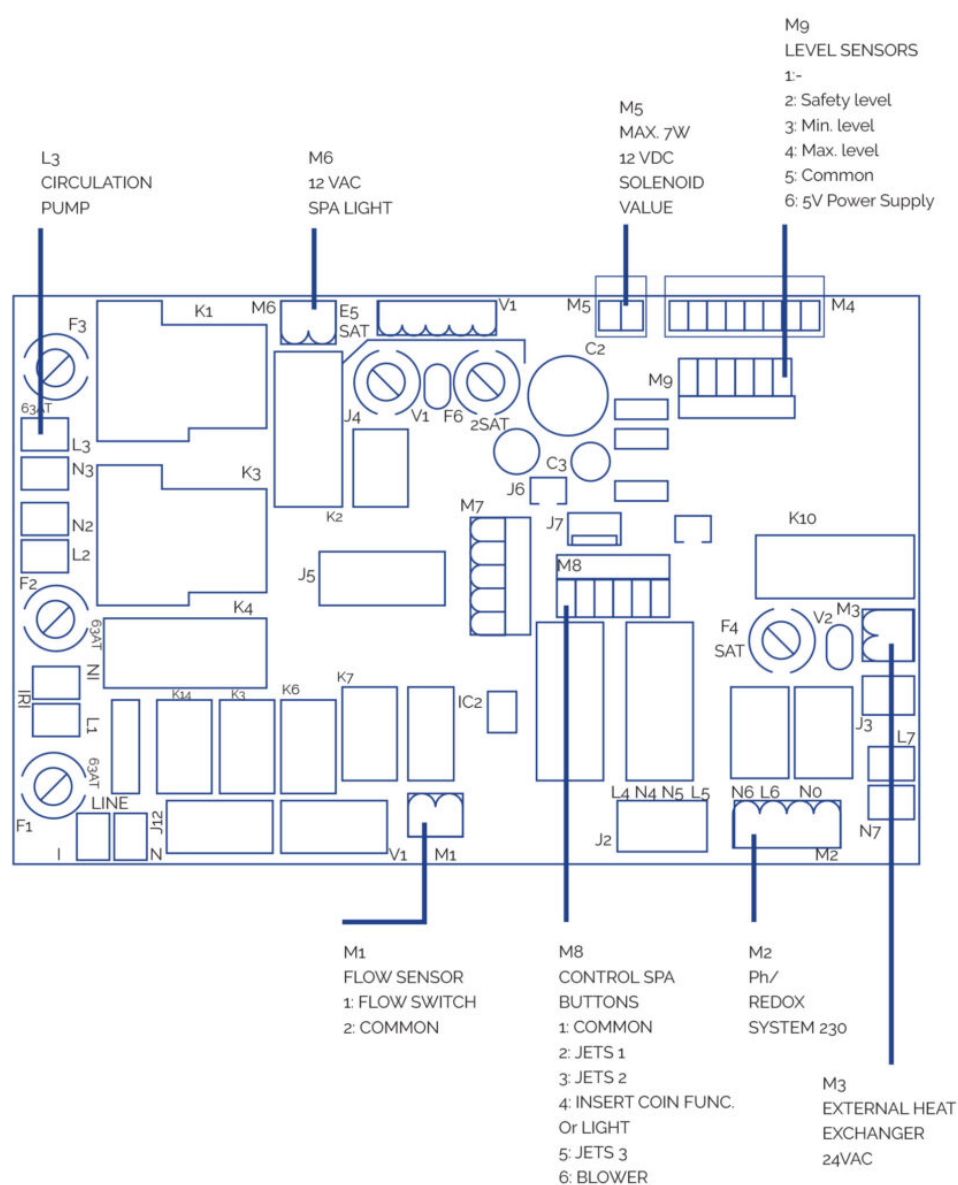 M9
LEVEL SENSORS
1:-
2: Safety level
3: Min. level
4: Max. level
5: Common
6: 5V Power Supply
M5
MAX. 7W
12 VDC
SOLENOID
VALUE
L3
CIRCULATION
PUMP
M6
12 VAC
SPA LIGHT
F3
K1
M6
E5
SAT
V1
M5
M4
C2
M9
63AT
J4
V1
F6
2SAT
L3
N3
K3
K2
C3
J6
M7
J7
K10
N2
L2
J5
M8
F2
K4
63AT
F4
SAT
V2
M3
NI
IRI
K14
K3
K6
K7
IC2
J3
L1
L7
63AT
LINE
J12
L4 N4 N5 L5
N6 L6 N0
F1
I
N
V1
M1
J2
M2
N7
M1
FLOW SENSOR
1: FLOW SWITCH
2: COMMON
M8
CONTROL SPA
BUTTONS
1: COMMON
2: JETS 1
3: JETS 2
4: INSERT COIN FUNC.
Or LIGHT
5: JETS 3
6: BLOWER
M2
Ph/
REDOX
SYSTEM 230
M3
EXTERNAL HEAT
EXCHANGER
24VAC